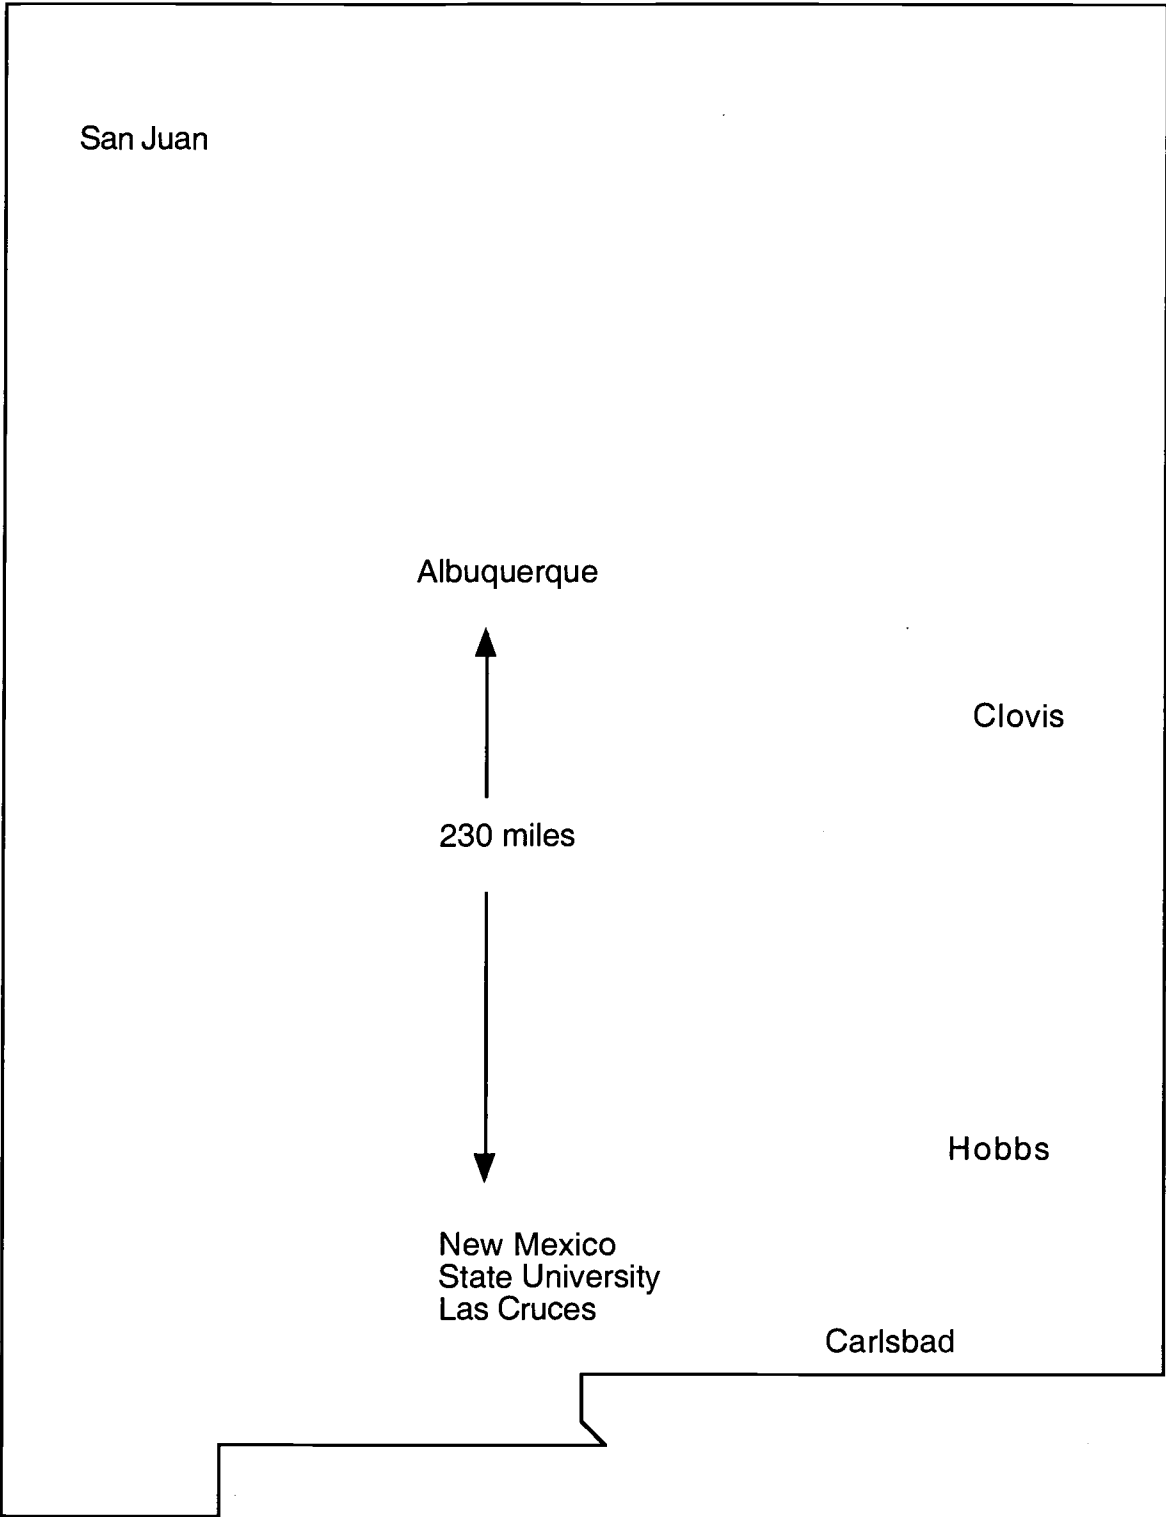 San Juan
Albuquerque
Clovis
230 miles
Hobbs
New Mexico
State University
Las Cruces
Carlsbad